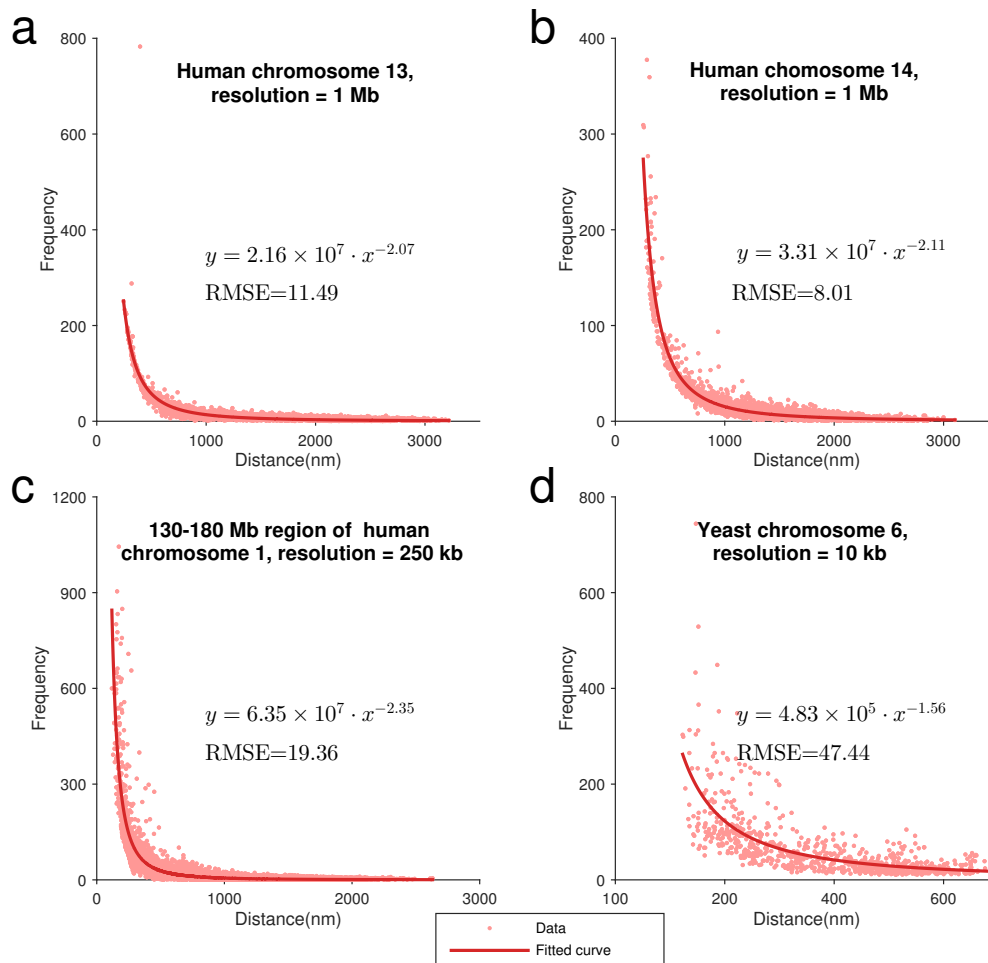 a
800
600
400
200
0
Frequency
Human chromosome 13,
resolution = 1 Mb
y = 2.16 × 10^7 · x^{-2.07}
RMSE=11.49
0 1000 2000 3000
Distance(nm)
b
400
300
200
100
0
Frequency
Human chomosome 14,
resolution = 1 Mb
y = 3.31 × 10^7 · x^{-2.11}
RMSE=8.01
0 1000 2000 3000
Distance(nm)
c
1200
900
600
300
0
Frequency
130-180 Mb region of human
chromosome 1, resolution = 250 kb
y = 6.35 × 10^7 · x^{-2.35}
RMSE=19.36
0 1000 2000 3000
Distance(nm)
d
800
600
400
200
0
Frequency
Yeast chromosome 6,
resolution = 10 kb
y = 4.83 × 10^5 · x^{-1.56}
RMSE=47.44
100 200 400 600
Distance(nm)
Data
Fitted curve